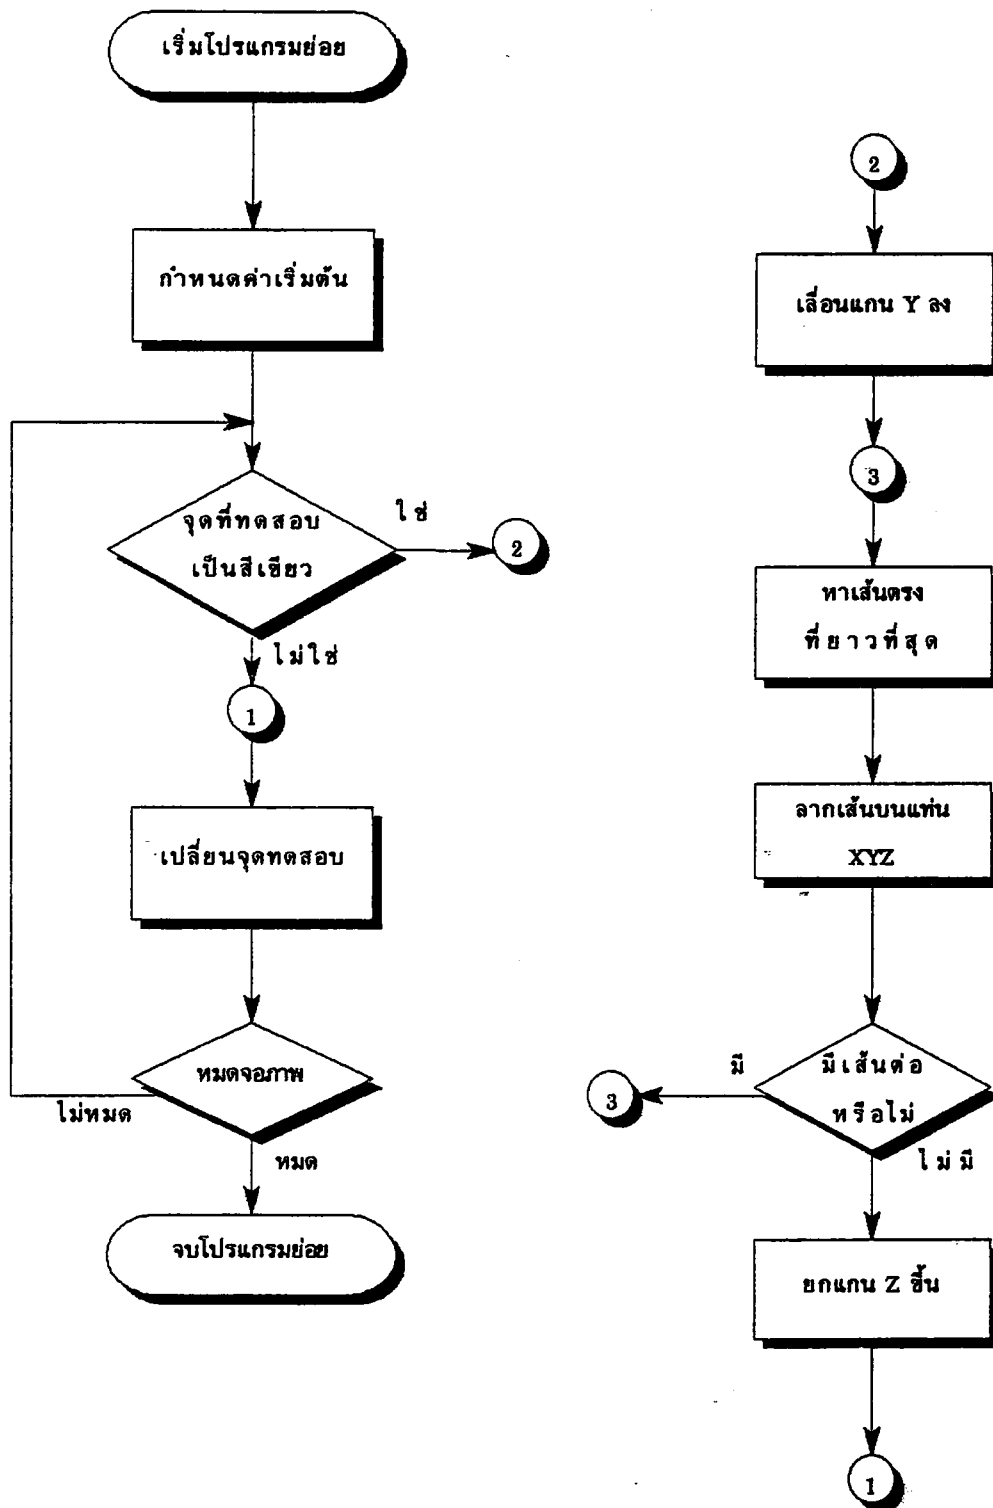 เริ่มโปรแกรมย่อย
กำหนดค่าเริ่มต้น
จุดที่ทดสอบ
เป็นสีเขียว
ใช่
2
ไม่ใช่
1
เปลี่ยนจุดทดสอบ
หมดจอภาพ
ไม่หมด
หมด
จบโปรแกรมย่อย
2
เลื่อนแกน Y ลง
3
หาเส้นตรง
ที่ยาวที่สุด
ลากเส้นบนแท่น
XYZ
มีเส้นต่อ
หรือไม่
มี
3
ไม่มี
ยกแกน Z ขึ้น
1